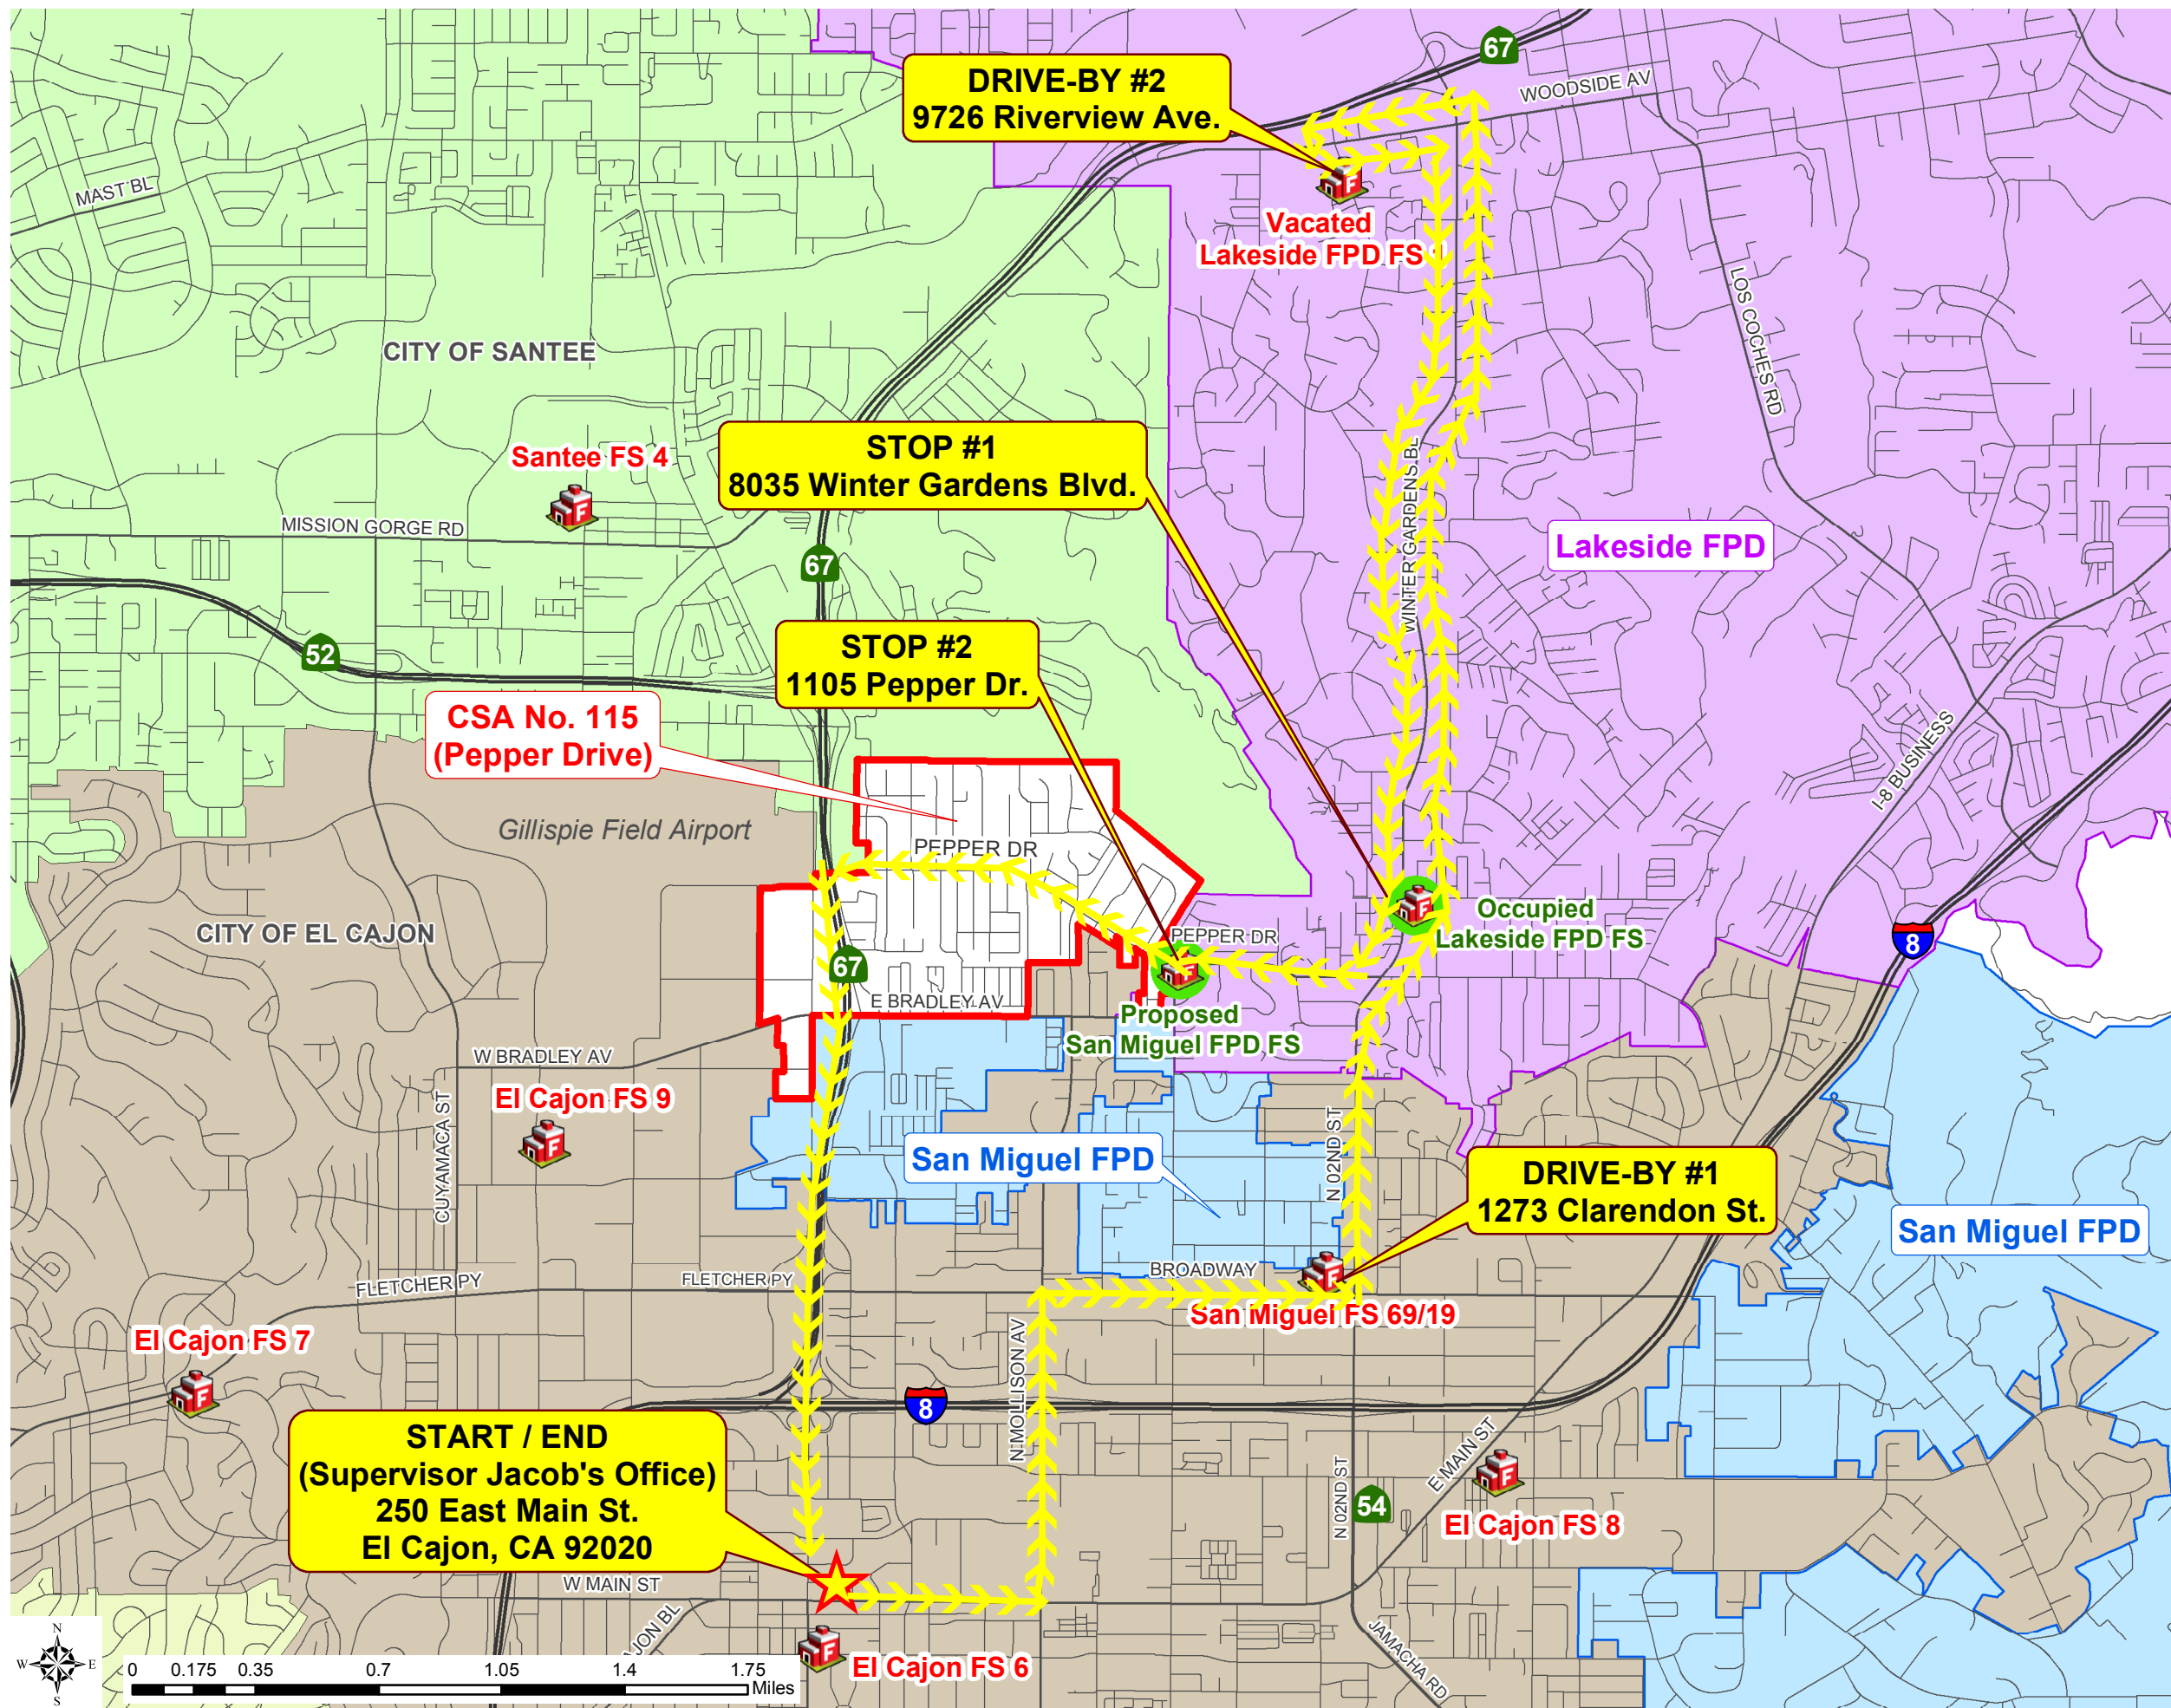 67
WOODSIDE AV
DRIVE-BY #2
9726 Riverview Ave.
MAST BL
Vacated
Lakeside FPD FS
LOS COCHES RD
CITY OF SANTEE
STOP #1
8035 Winter Gardens Blvd.
Santee FS 4
MISSION GORGE RD
WINTER GARDENS BL
Lakeside FPD
67
52
STOP #2
1105 Pepper Dr.
CSA No. 115
(Pepper Drive)
I-8 BUSINESS
Gillispie Field Airport
PEPPER DR
CITY OF EL CAJON
PEPPER DR
Occupied
Lakeside FPD FS
8
67
E BRADLEY AV
Proposed
San Miguel FPD FS
W BRADLEY AV
El Cajon FS 9
CUYAMACA ST
San Miguel FPD
N 02ND ST
DRIVE-BY #1
1273 Clarendon St.
San Miguel FPD
BROADWAY
FLETCHER PY
FLETCHER PY
San Miguel FS 69/19
El Cajon FS 7
N MOLLISON AV
8
START / END
(Supervisor Jacob's Office)
250 East Main St.
El Cajon, CA 92020
E MAIN ST
N 02ND ST
54
El Cajon FS 8
W MAIN ST
JON BL
JAMACHA RD
El Cajon FS 6
N
W E
S
0 0.175 0.35 0.7 1.05 1.4 1.75
Miles